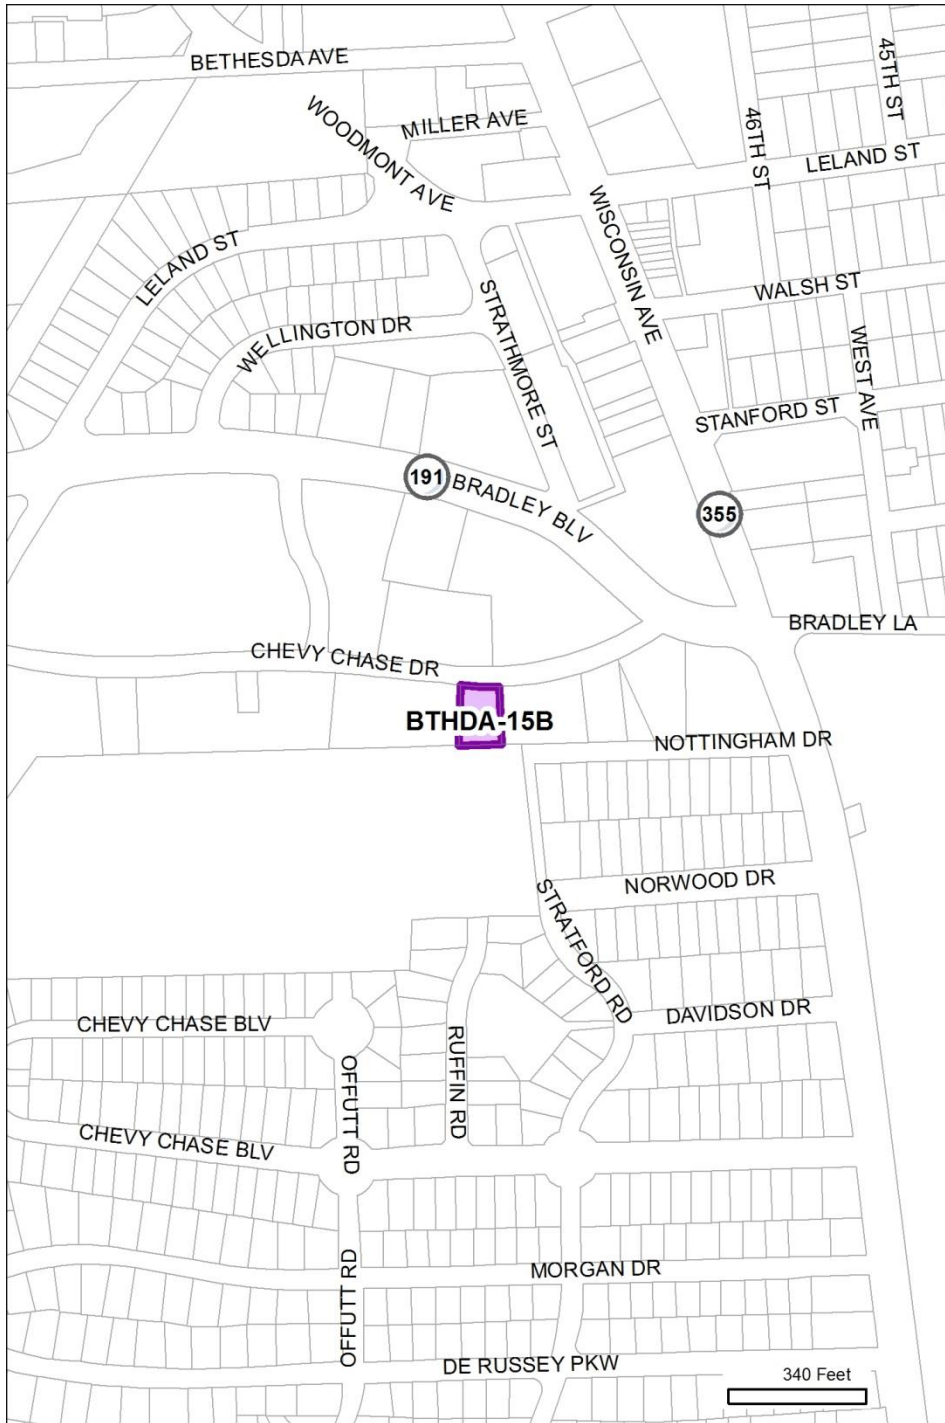 BETHESDA AVE
45TH ST
WOODMONT AVE
MILLER AVE
46TH ST
LELAND ST
WISCONSIN AVE
LELAND ST
WALSH ST
STRATHMORE ST
WELLINGTON DR
WEST AVE
STANFORD ST
191
BRADLEY BLV
355
BRADLEY LA
CHEVY CHASE DR
BTHDA-15B
NOTTINGHAM DR
NORWOOD DR
STRATFORD RD
DAVIDSON DR
CHEVY CHASE BLV
RUFFIN RD
OFFUTT RD
CHEVY CHASE BLV
OFFUTT RD
MORGAN DR
DE RUSSEY PKW
340 Feet